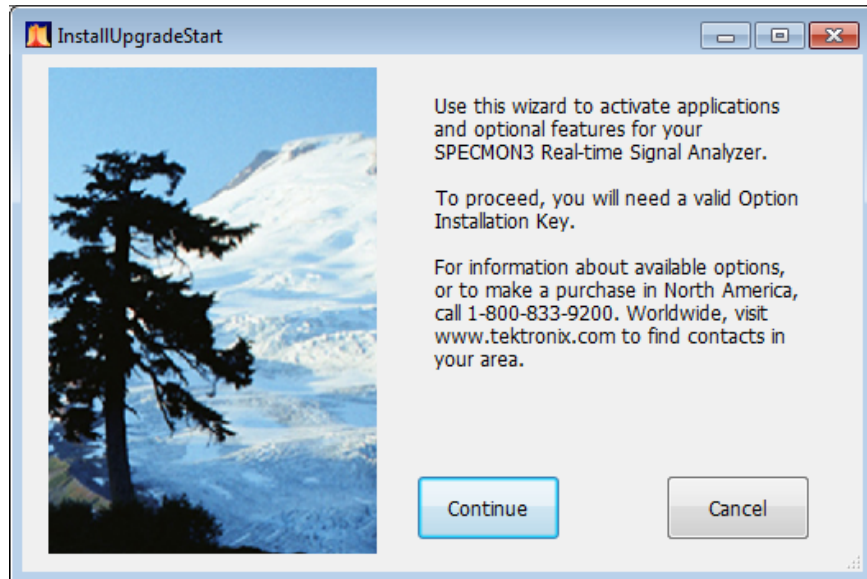 InstallUpgradeStart
Use this wizard to activate applications
and optional features for your
SPECMON3 Real-time Signal Analyzer.
To proceed, you will need a valid Option
Installation Key.
For information about available options,
or to make a purchase in North America,
call 1-800-833-9200. Worldwide, visit
www.tektronix.com to find contacts in
your area.
Continue
Cancel